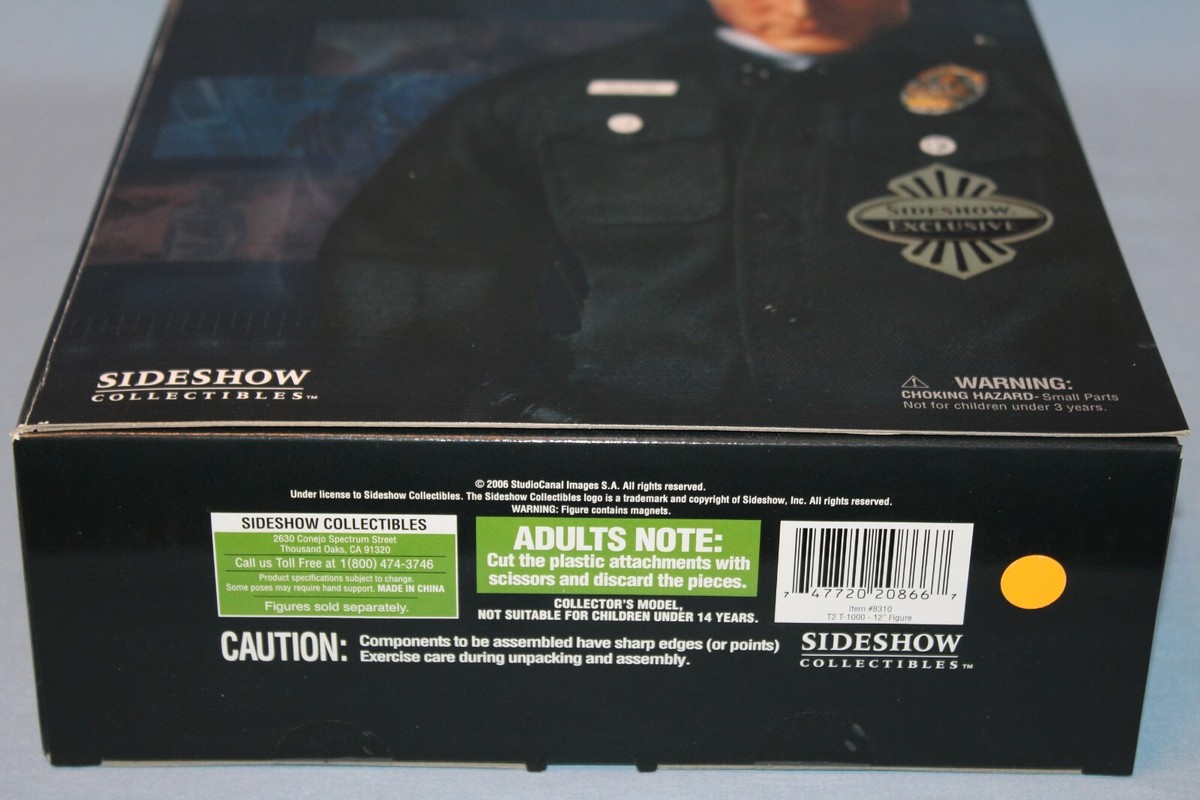 SIDESHOW
EXCLUSIVE
SIDESHOW
COLLECTIBLES™
⚠ WARNING:
CHOKING HAZARD- Small Parts
Not for children under 3 years.
© 2006 StudioCanal Images S.A. All rights reserved.
Under license to Sideshow Collectibles. The Sideshow Collectibles logo is a trademark and copyright of Sideshow, Inc. All rights reserved.
WARNING: Figure contains magnets.
SIDESHOW COLLECTIBLES
2630 Conejo Spectrum Street
Thousand Oaks, CA 91320
Call us Toll Free at 1(800) 474-3746
Product specifications subject to change.
Some poses may require hand support. MADE IN CHINA
Figures sold separately.
ADULTS NOTE:
Cut the plastic attachments with
scissors and discard the pieces.
COLLECTOR'S MODEL,
NOT SUITABLE FOR CHILDREN UNDER 14 YEARS.
7 47720 20866 7
Item #8310
T2 T-1000 - 12" Figure
CAUTION: Components to be assembled have sharp edges (or points)
Exercise care during unpacking and assembly.
SIDESHOW
COLLECTIBLES™